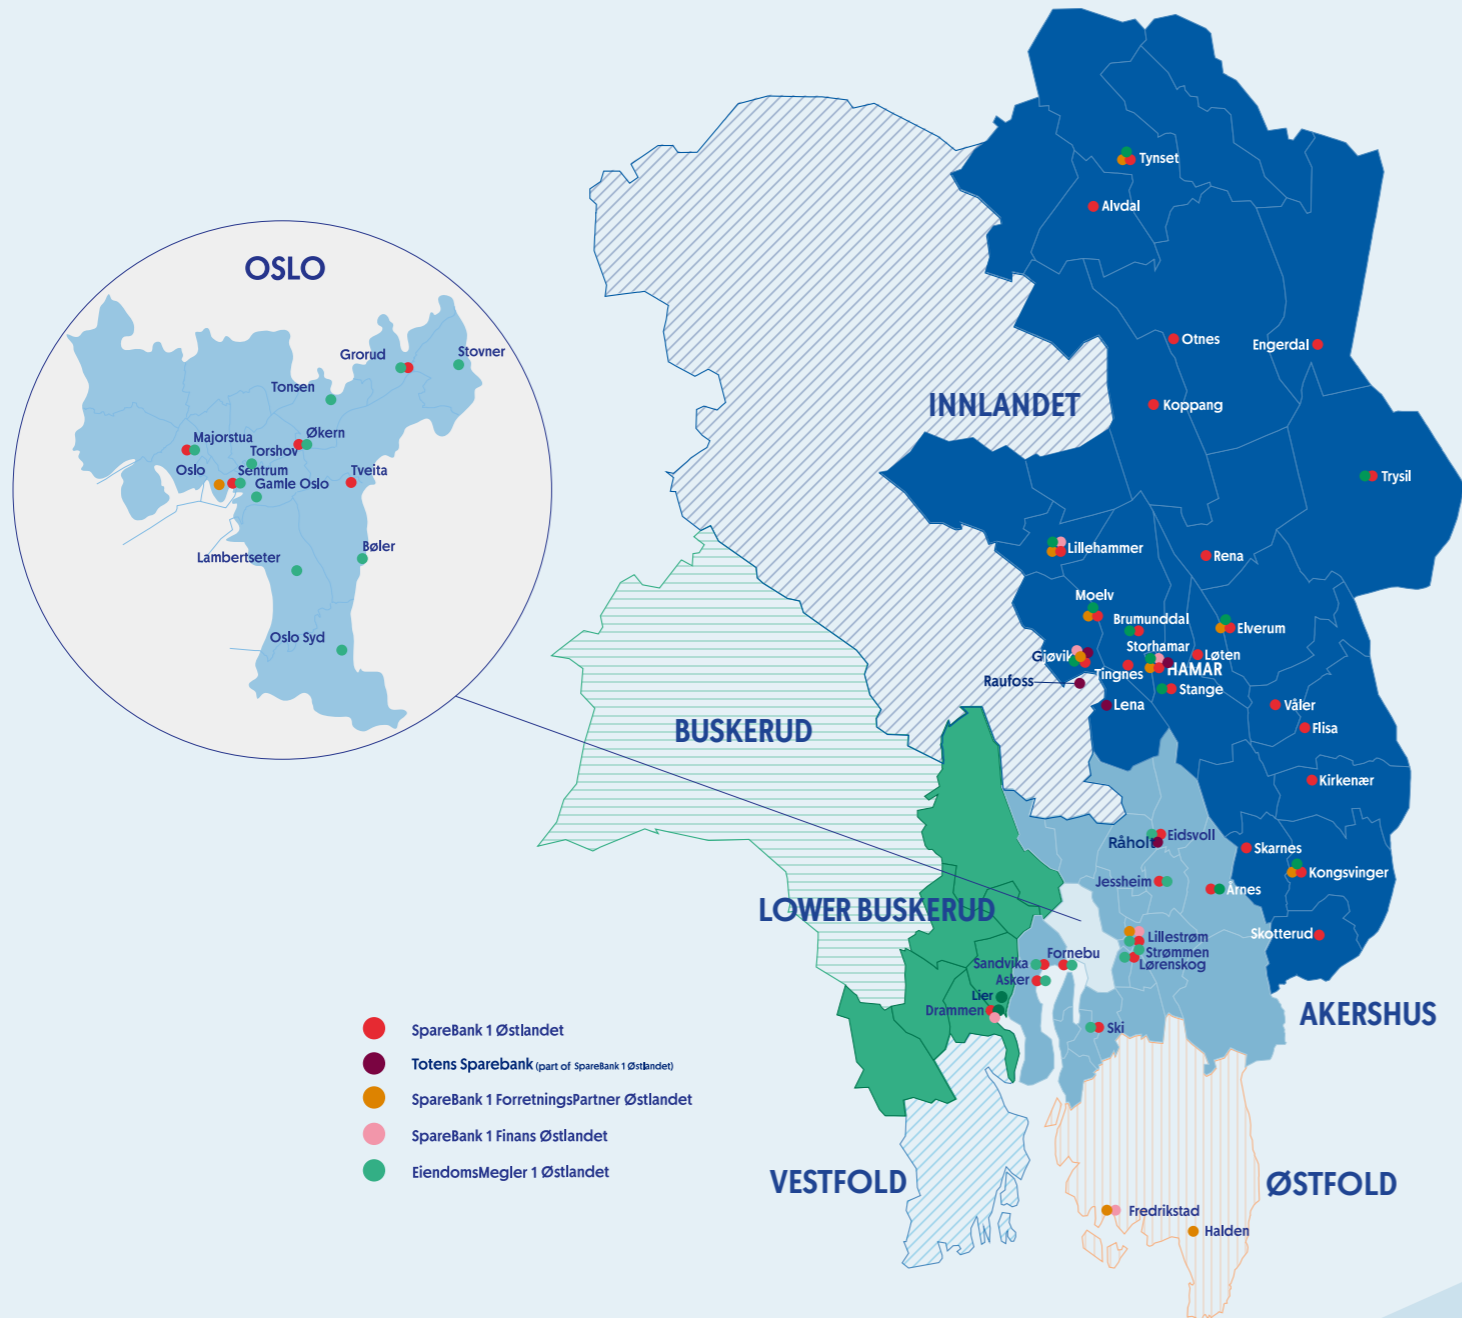 OSLO
Grorud
Stovner
Tonsen
Majorstua
Økern
Torshov
Oslo
Sentrum
Tveita
Gamle Oslo
Lambertseter
Bøler
Oslo Syd
Tynset
Alvdal
Otnes
Engerdal
INNLANDET
Koppang
Trysil
Lillehammer
Rena
Moelv
Brumunddal
Elverum
Storhamar
Gjøvik
Løten
Tingnes
HAMAR
Raufoss
Stange
Lena
Våler
BUSKERUD
Flisa
Kirkenær
Eidsvoll
Råholt
Skarnes
Jessheim
Kongsvinger
Årnes
LOWER BUSKERUD
Skotterud
Lillestrøm
Strømmen
Fornebu
Sandvika
Lørenskog
Asker
Lier
Drammen
AKERSHUS
Ski
SpareBank 1 Østlandet
Totens Sparebank (part of SpareBank 1 Østlandet)
SpareBank 1 ForretningsPartner Østlandet
SpareBank 1 Finans Østlandet
EiendomsMegler 1 Østlandet
VESTFOLD
ØSTFOLD
Fredrikstad
Halden